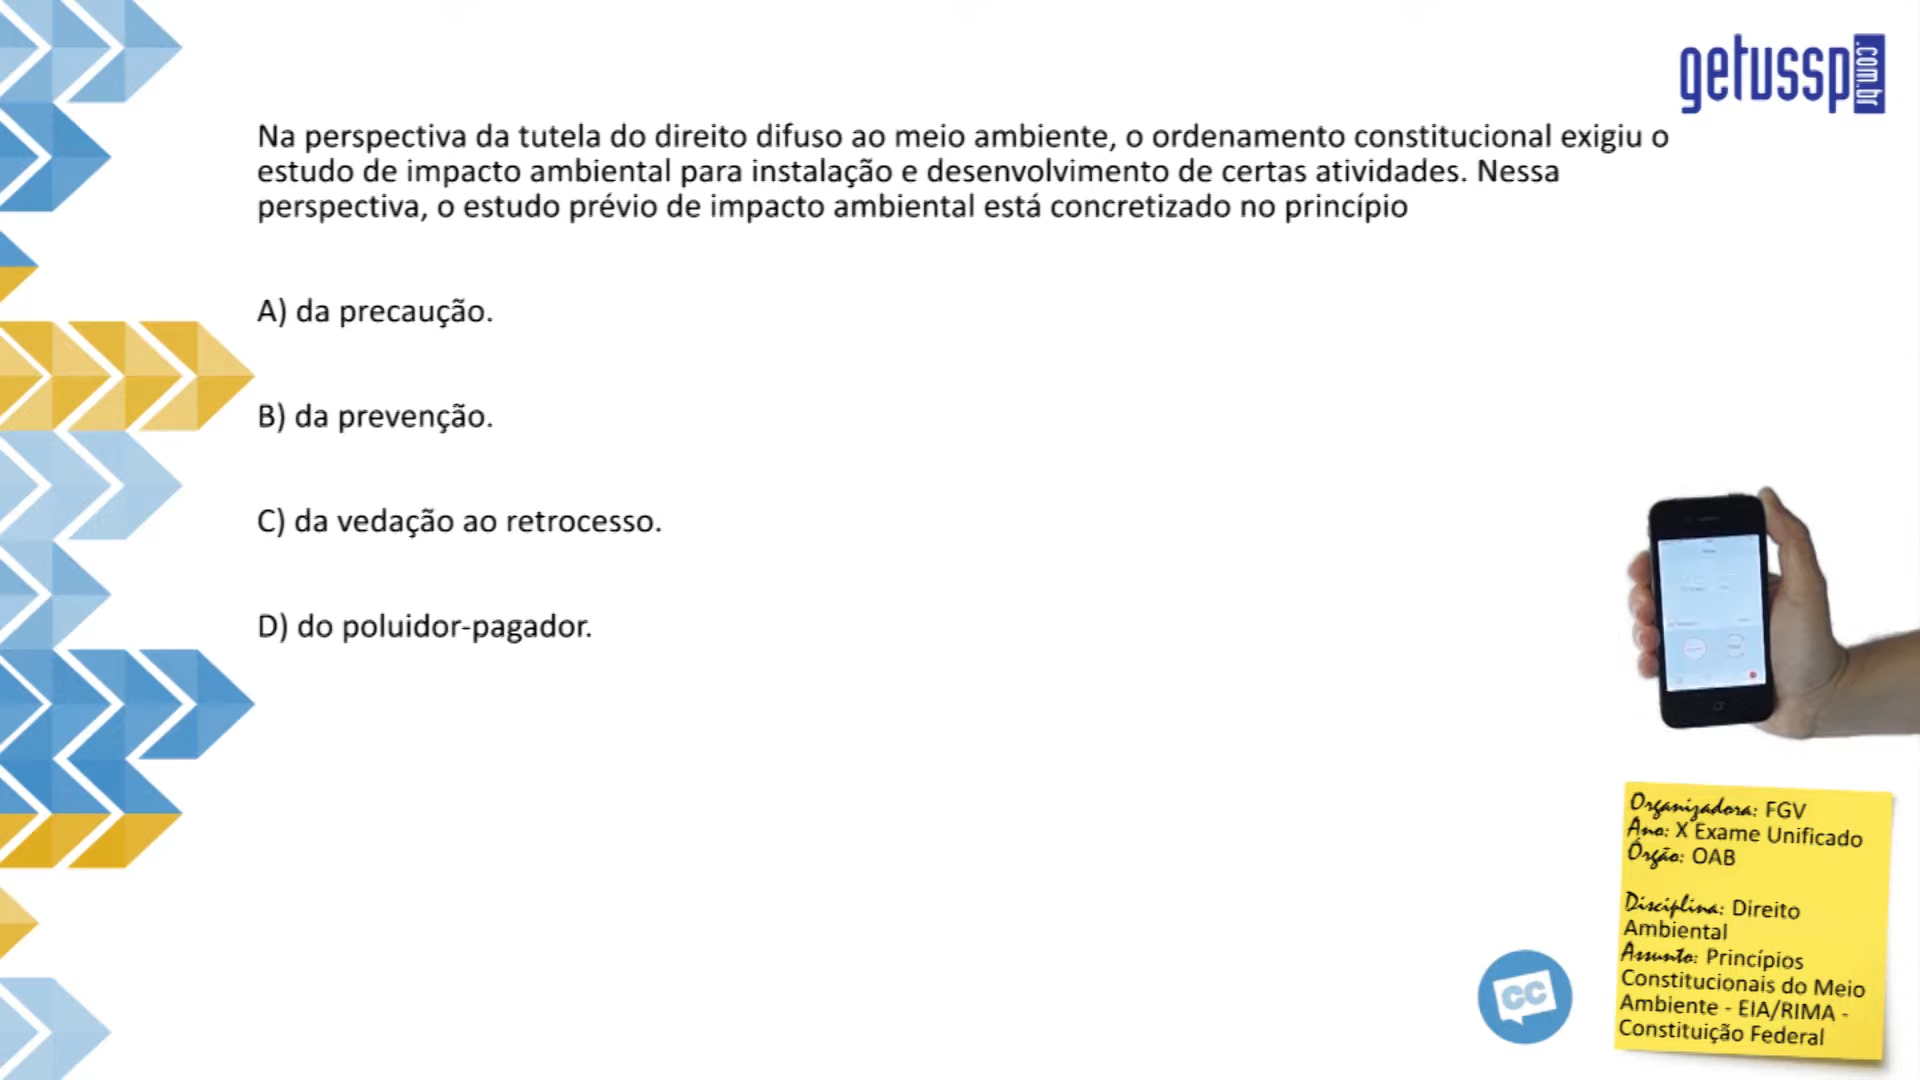 getussp.com.br
Na perspectiva da tutela do direito difuso ao meio ambiente, o ordenamento constitucional exigiu o
estudo de impacto ambiental para instalação e desenvolvimento de certas atividades. Nessa
perspectiva, o estudo prévio de impacto ambiental está concretizado no princípio
A) da precaução.
B) da prevenção.
C) da vedação ao retrocesso.
D) do poluidor-pagador.
Organizadora: FGV
Ano: X Exame Unificado
Órgão: OAB
Disciplina: Direito
Ambiental
Assunto: Princípios
Constitucionais do Meio
Ambiente - EIA/RIMA -
Constituição Federal
CC